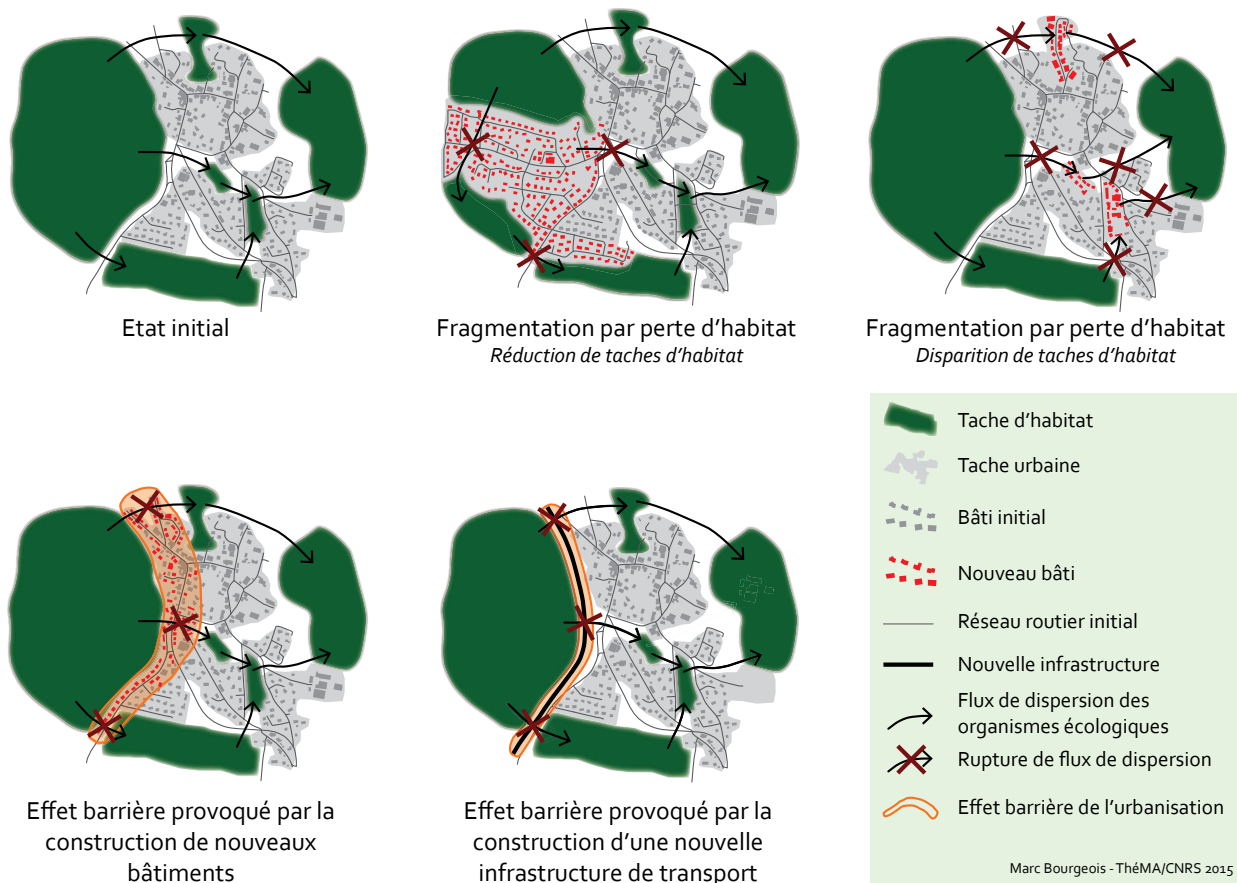 Etat initial
Fragmentation par perte d'habitat
Réduction de taches d'habitat
Fragmentation par perte d'habitat
Disparition de taches d'habitat
Effet barrière provoqué par la
construction de nouveaux
bâtiments
Effet barrière provoqué par la
construction d'une nouvelle
infrastructure de transport
Tache d'habitat
Tache urbaine
Bâti initial
Nouveau bâti
Réseau routier initial
Nouvelle infrastructure
Flux de dispersion des
organismes écologiques
Rupture de flux de dispersion
Effet barrière de l'urbanisation
Marc Bourgeois - ThéMA/CNRS 2015